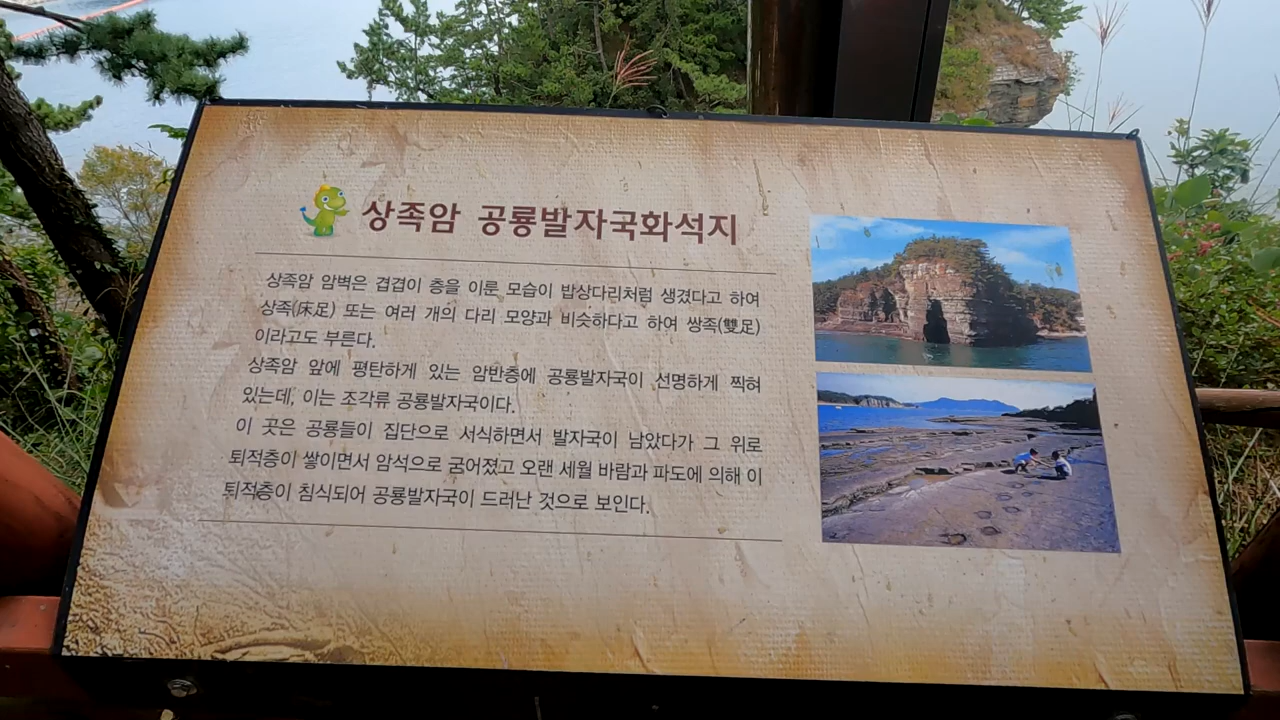 상족암 공룡발자국화석지
상족암 암벽은 겹겹이 층을 이룬 모습이 밥상다리처럼 생겼다고 하여
상족(床足) 또는 여러 개의 다리 모양과 비슷하다고 하여 쌍족(雙足)
이라고도 부른다.
상족암 앞에 평탄하게 있는 암반층에 공룡발자국이 선명하게 찍혀
있는데, 이는 조각류 공룡발자국이다.
이 곳은 공룡들이 집단으로 서식하면서 발자국이 남았다가 그 위로
퇴적층이 쌓이면서 암석으로 굳어졌고 오랜 세월 바람과 파도에 의해 이
퇴적층이 침식되어 공룡발자국이 드러난 것으로 보인다.